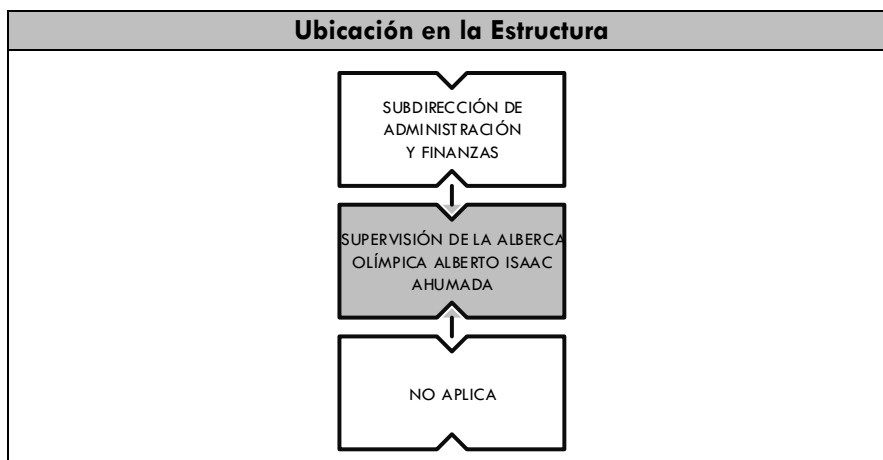 Ubicación en la Estructura
SUBDIRECCIÓN DE
ADMINISTRACIÓN
Y FINANZAS
SUPERVISIÓN DE LA ALBERCA
OLÍMPICA ALBERTO ISAAC
AHUMADA
NO APLICA